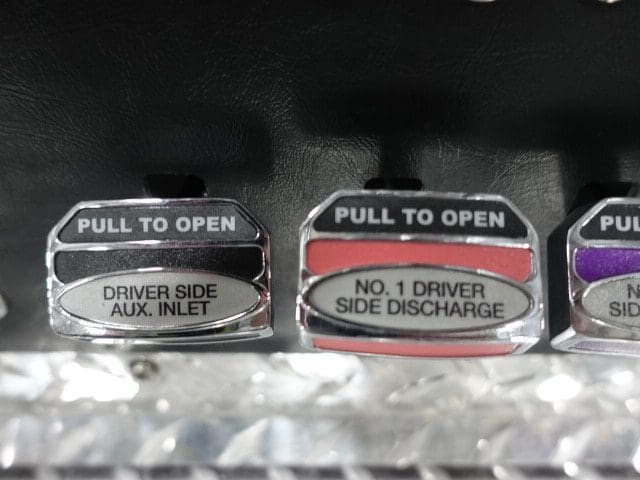 PULL TO OPEN
DRIVER SIDE
AUX. INLET
PULL TO OPEN
NO. 1 DRIVER
SIDE DISCHARGE